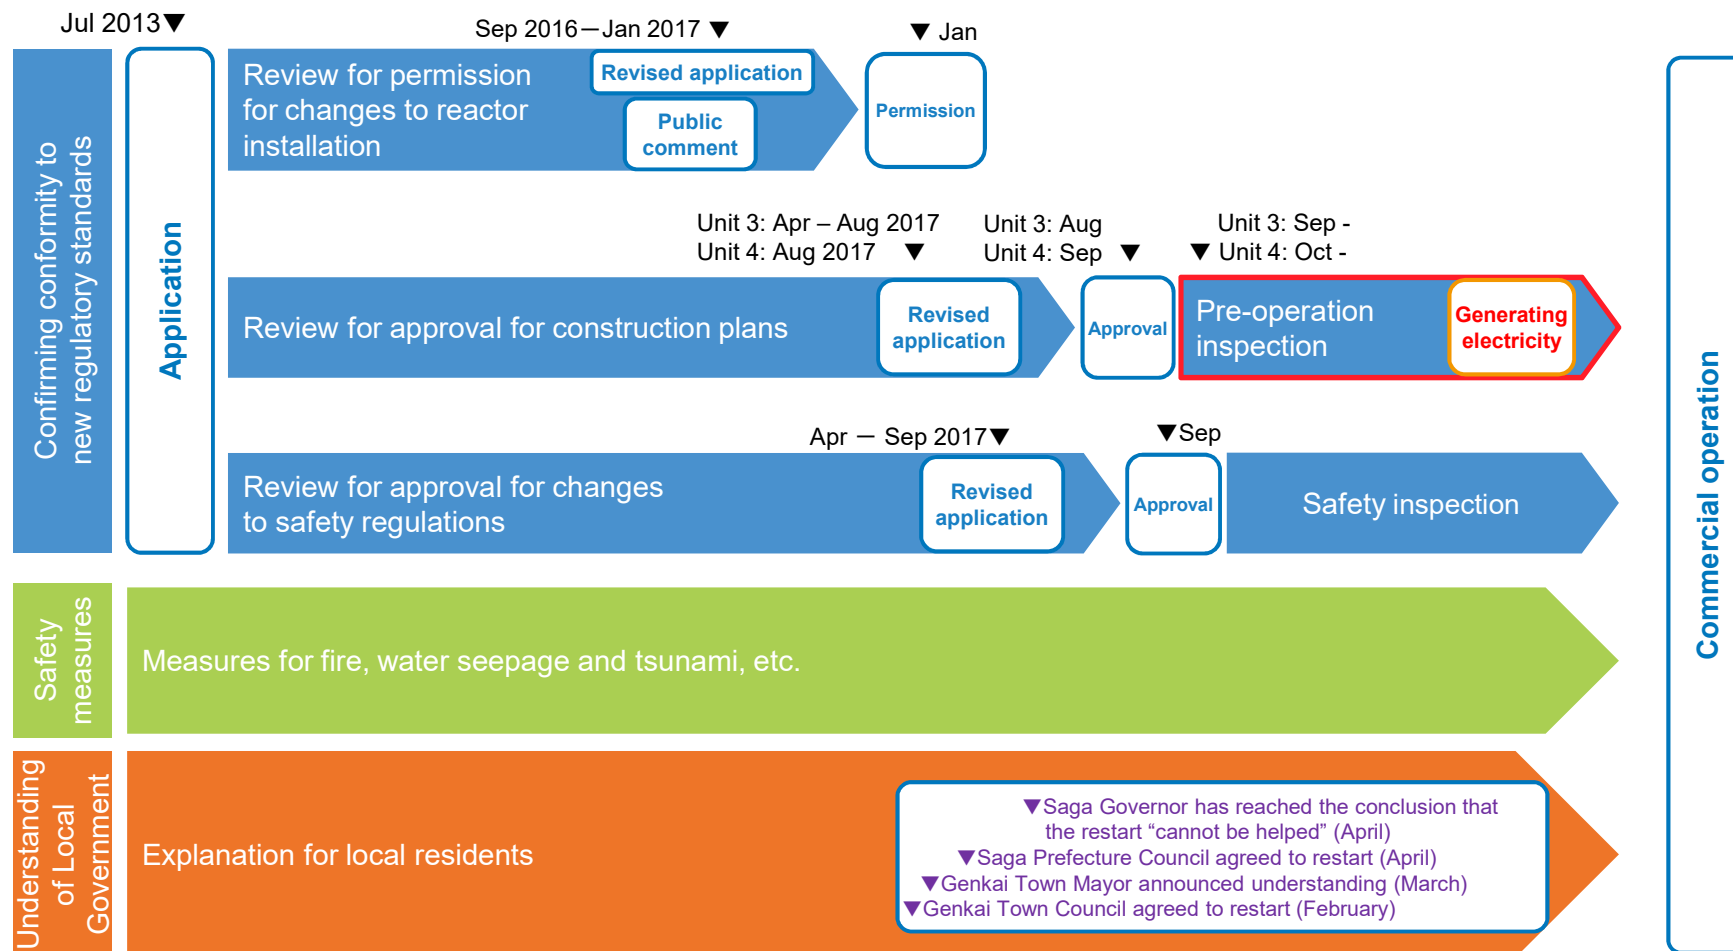 Jul 2013▼
Sep 2016－Jan 2017 ▼
▼ Jan
Confirming conformity to
new regulatory standards
Application
Review for permission
for changes to reactor
installation
Revised application
Public
comment
Permission
Unit 3: Apr – Aug 2017
Unit 4: Aug 2017 ▼
Unit 3: Aug
Unit 4: Sep ▼
Unit 3: Sep -
▼ Unit 4: Oct -
Review for approval for construction plans
Revised
application
Approval
Pre-operation
inspection
Generating
electricity
Apr － Sep 2017▼
▼Sep
Review for approval for changes
to safety regulations
Revised
application
Approval
Safety inspection
Commercial operation
Safety
measures
Measures for fire, water seepage and tsunami, etc.
Understanding
of Local
Government
Explanation for local residents
▼Saga Governor has reached the conclusion that
the restart “cannot be helped” (April)
▼Saga Prefecture Council agreed to restart (April)
▼Genkai Town Mayor announced understanding (March)
▼Genkai Town Council agreed to restart (February)